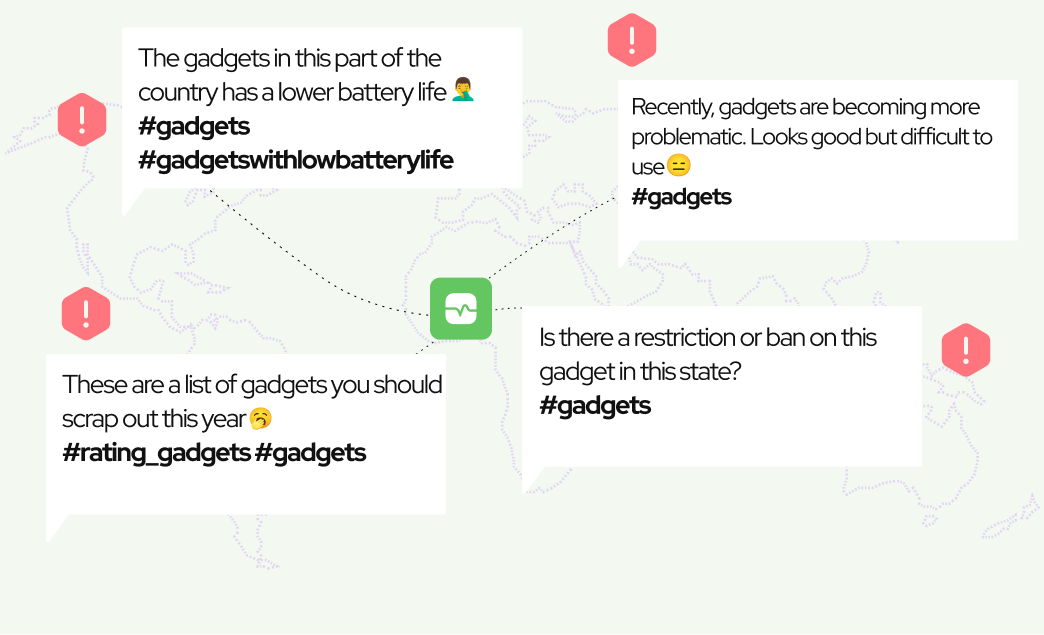 The gadgets in this part of the
country has a lower battery life 🤦‍♂️
#gadgets
#gadgetswithlowbatterylife
Recently, gadgets are becoming more
problematic. Looks good but difficult to
use😑
#gadgets
These are a list of gadgets you should
scrap out this year🥱
#rating_gadgets #gadgets
Is there a restriction or ban on this
gadget in this state?
#gadgets